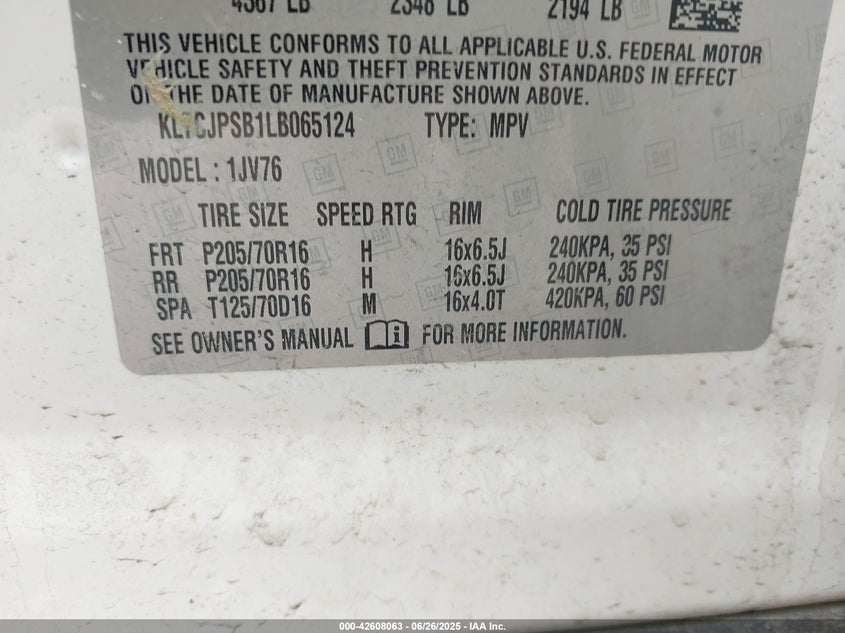 4567 LB 2348 LB 2194 LB
THIS VEHICLE CONFORMS TO ALL APPLICABLE U.S. FEDERAL MOTOR
VEHICLE SAFETY AND THEFT PREVENTION STANDARDS IN EFFECT
ON THE DATE OF MANUFACTURE SHOWN ABOVE.
KL7CJPSB1LB065124 TYPE: MPV
MODEL : 1JV76
TIRE SIZE SPEED RTG RIM COLD TIRE PRESSURE
FRT P205/70R16 H 16x6.5J 240KPA, 35 PSI
RR P205/70R16 H 16x6.5J 240KPA, 35 PSI
SPA T125/70D16 M 16x4.0T 420KPA, 60 PSI
SEE OWNER'S MANUAL FOR MORE INFORMATION.
000-42608063 - 06/26/2025 - IAA Inc.